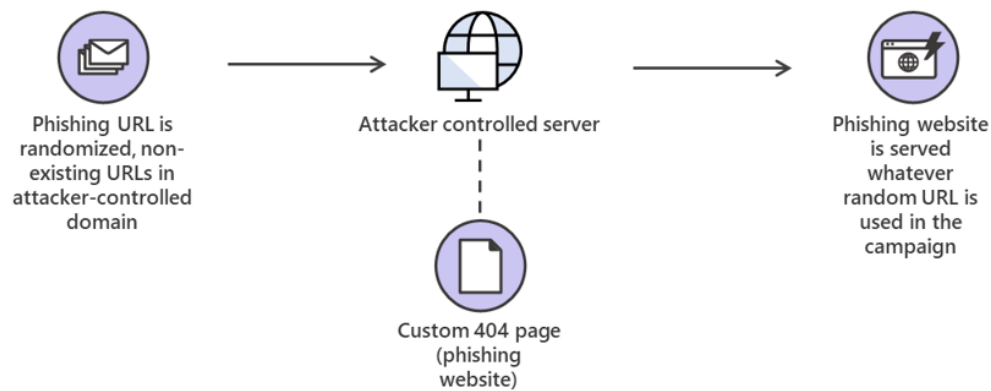 Phishing URL is
randomized, non-
existing URLs in
attacker-controlled
domain
Attacker controlled server
Phishing website
is served
whatever
random URL is
used in the
campaign
Custom 404 page
(phishing
website)